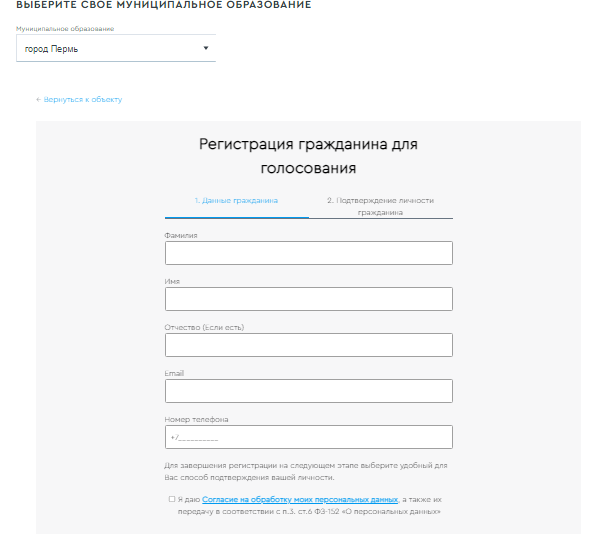 ВЫБЕРИТЕ СВОЕ МУНИЦИПАЛЬНОЕ ОБРАЗОВАНИЕ
Муниципальное образование
город Пермь
← Вернуться к объекту
Регистрация гражданина для
голосования
1. Данные гражданина
2. Подтверждение личности
гражданина
Фамилия
Имя
Отчество (Если есть)
Email
Номер телефона
+7__________
Для завершения регистрации на следующем этапе выберите удобный для
Вас способ подтверждения вашей личности.
Я даю Согласие на обработку моих персональных данных, а также их
передачу в соответствии с п.3. ст.6 ФЗ-152 «О персональных данных»